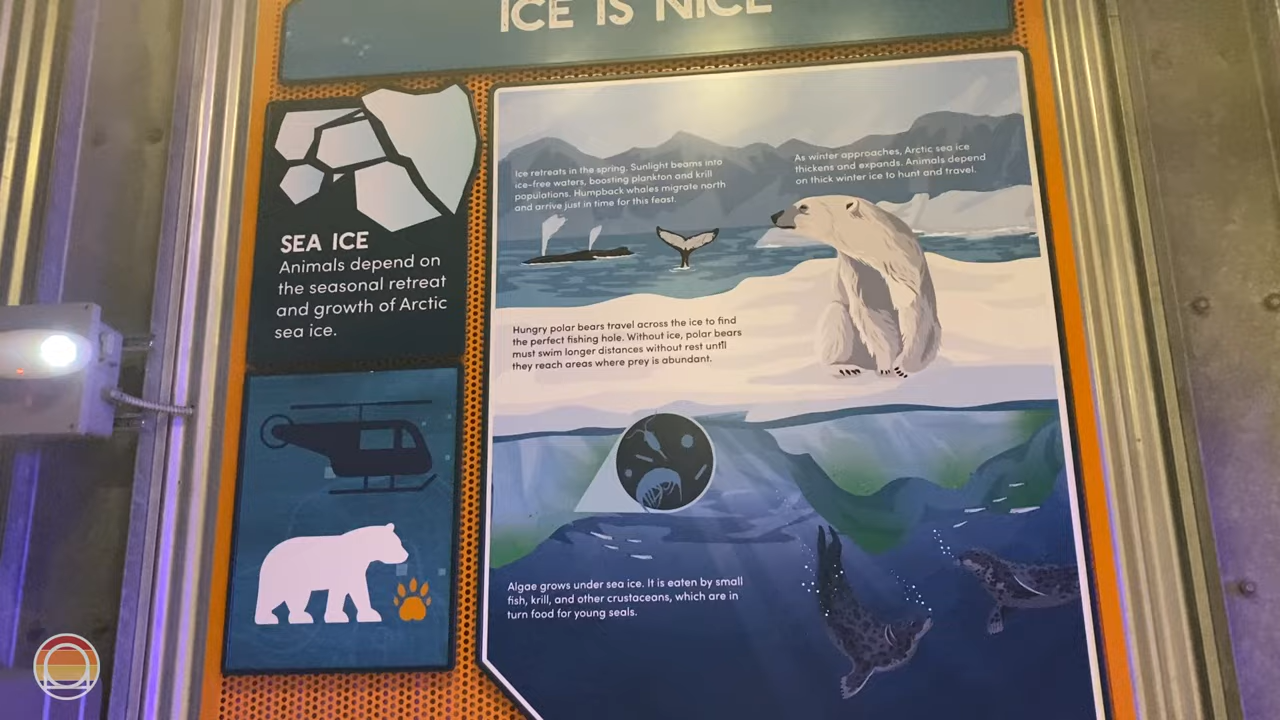 ICE IS NICE
SEA ICE
Animals depend on
the seasonal retreat
and growth of Arctic
sea ice.
Ice retreats in the spring. Sunlight beams into
ice-free waters, boosting plankton and krill
populations. Humpback whales migrate north
and arrive just in time for this feast.
As winter approaches, Arctic sea ice
thickens and expands. Animals depend
on thick winter ice to hunt and travel.
Hungry polar bears travel across the ice to find
the perfect fishing hole. Without ice, polar bears
must swim longer distances without rest until
they reach areas where prey is abundant.
Algae grows under sea ice. It is eaten by small
fish, krill, and other crustaceans, which are in
turn food for young seals.